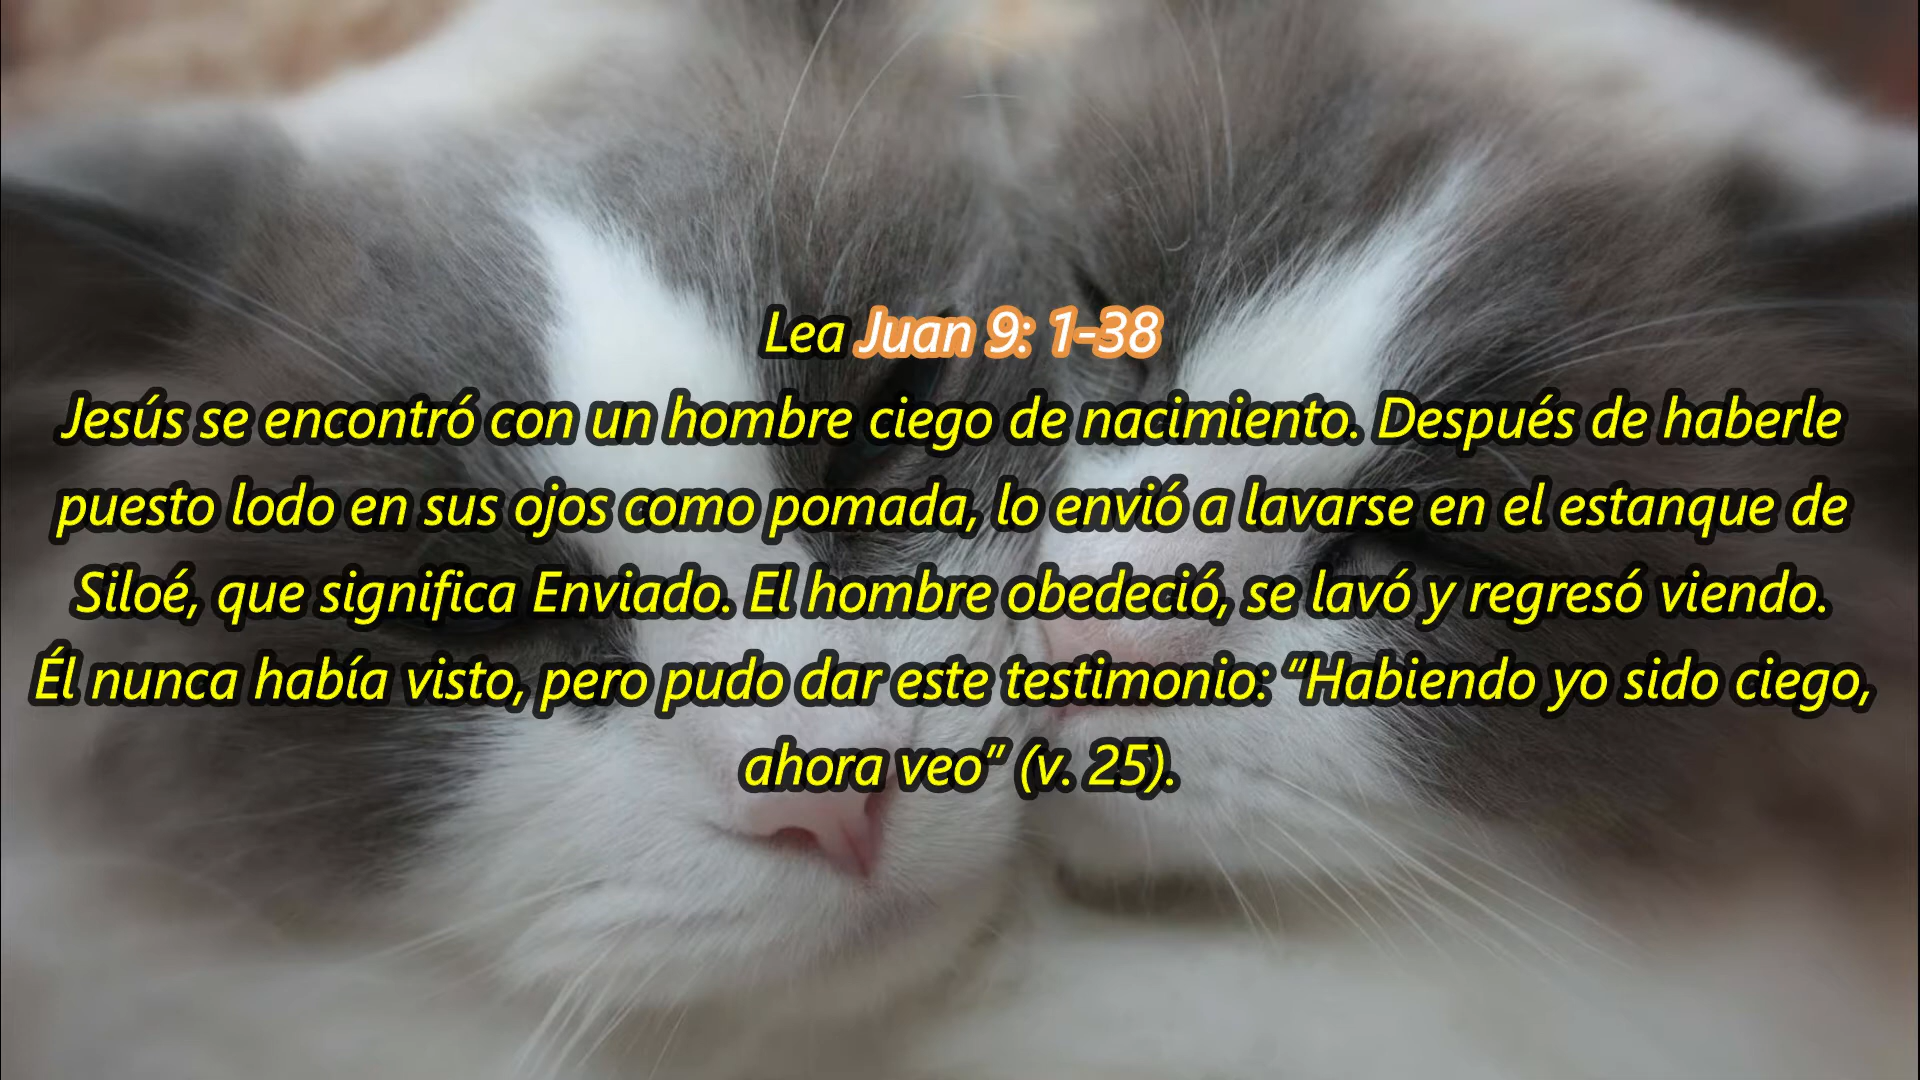 Lea Juan 9: 1-38
Jesús se encontró con un hombre ciego de nacimiento. Después de haberle
puesto lodo en sus ojos como pomada, lo envió a lavarse en el estanque de
Siloé, que significa Enviado. El hombre obedeció, se lavó y regresó viendo.
Él nunca había visto, pero pudo dar este testimonio: “Habiendo yo sido ciego,
ahora veo” (v. 25).